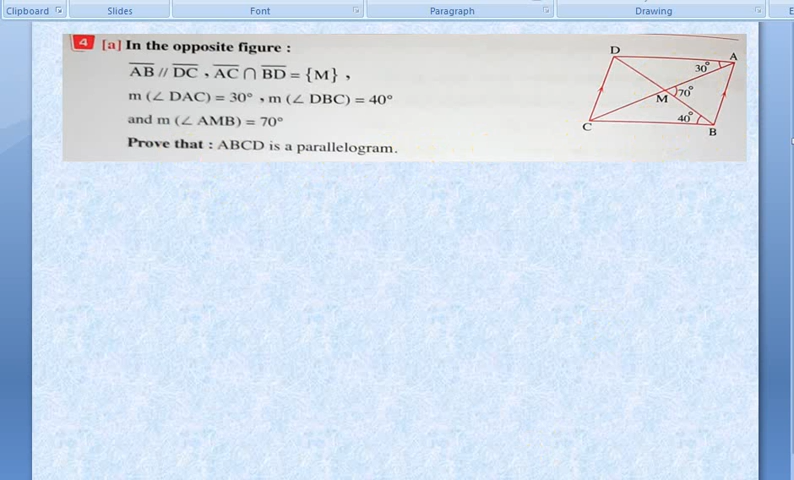 Clipboard Slides Font Paragraph Drawing
4 [a] In the opposite figure :
AB // DC , AC ∩ BD = {M} ,
m (∠ DAC) = 30° , m (∠ DBC) = 40°
and m (∠ AMB) = 70°
Prove that : ABCD is a parallelogram.
D
A
30°
70°
M
40°
C
B